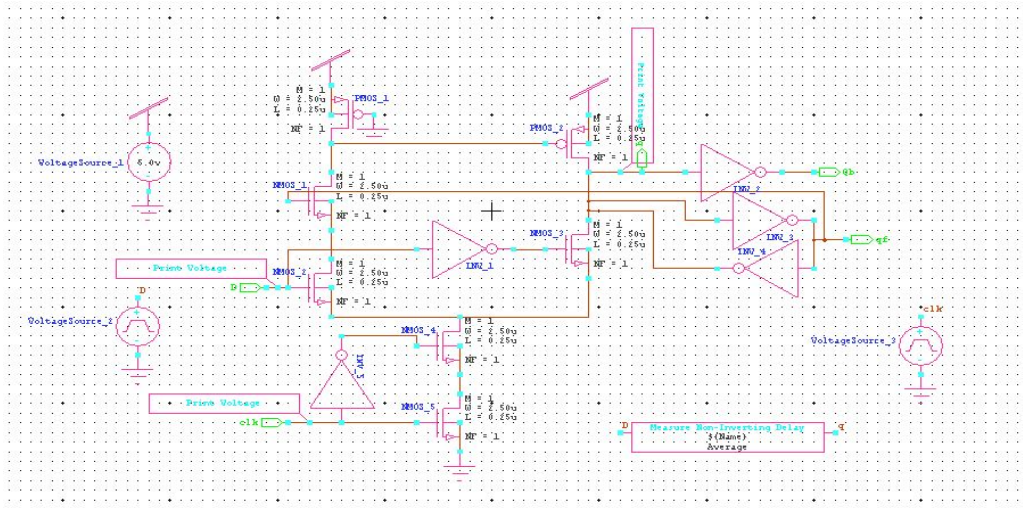 M = 1
W = 2.50u
L = 0.25u
NF = 1
PMOS_1
VoltageSource_1
5.0v
PMOS_2
M = 1
W = 2.50u
L = 0.25u
NF = 1
Print Voltage
Qb
INV_2
NMOS_1
M = 1
W = 2.50u
L = 0.25u
NF = 1
INV_1
NMOS_3
M = 1
W = 2.50u
L = 0.25u
NF = 1
INV_3
INV_4
qf
Print Voltage
D
NMOS_2
M = 1
W = 2.50u
L = 0.25u
NF = 1
D
VoltageSource_2
NMOS_4
M = 1
W = 2.50u
L = 0.25u
NF = 1
INV_5
clk
VoltageSource_3
Print Voltage
clk
NMOS_5
M = 1
W = 2.50u
L = 0.25u
NF = 1
D
Measure Non-Inverting Delay
$(Name)
Average
q